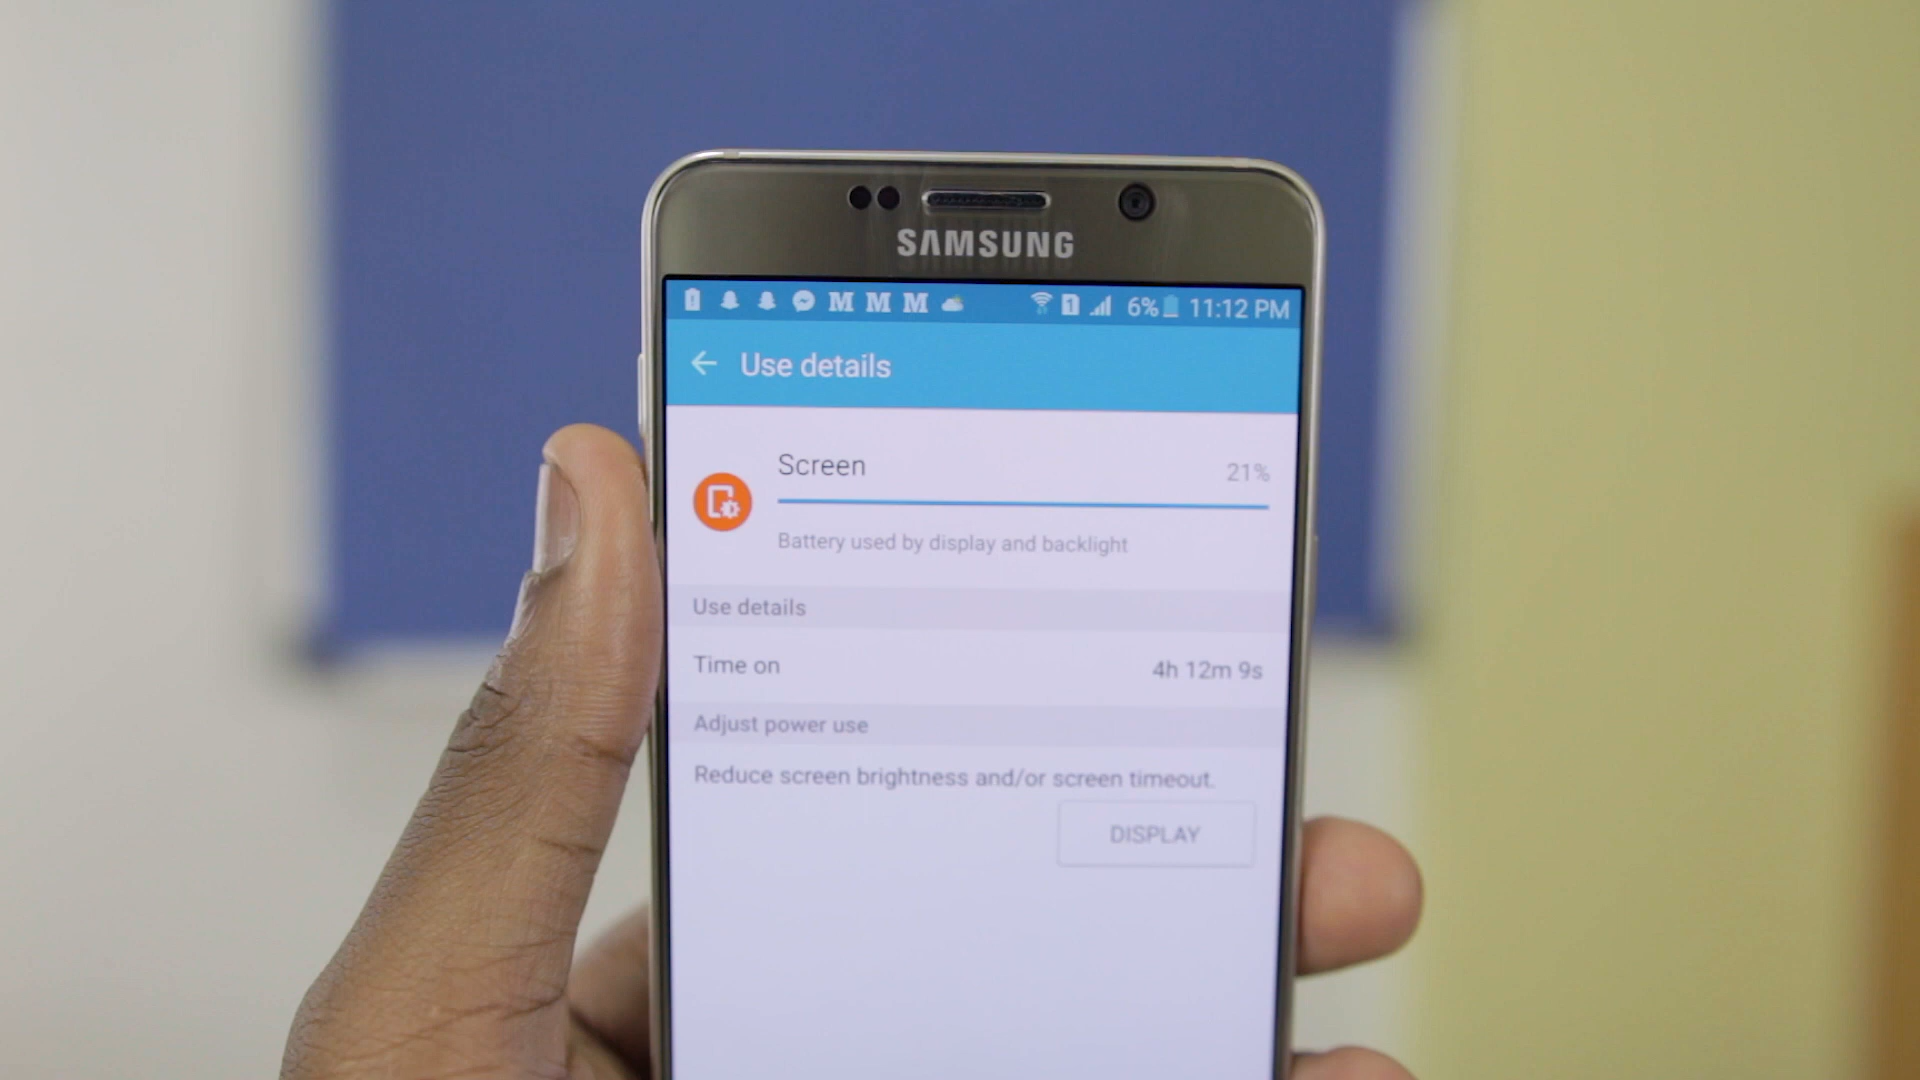 SAMSUNG
M M M 1 6% 11:12 PM
Use details
Screen 21%
Battery used by display and backlight
Use details
Time on 4h 12m 9s
Adjust power use
Reduce screen brightness and/or screen timeout.
DISPLAY